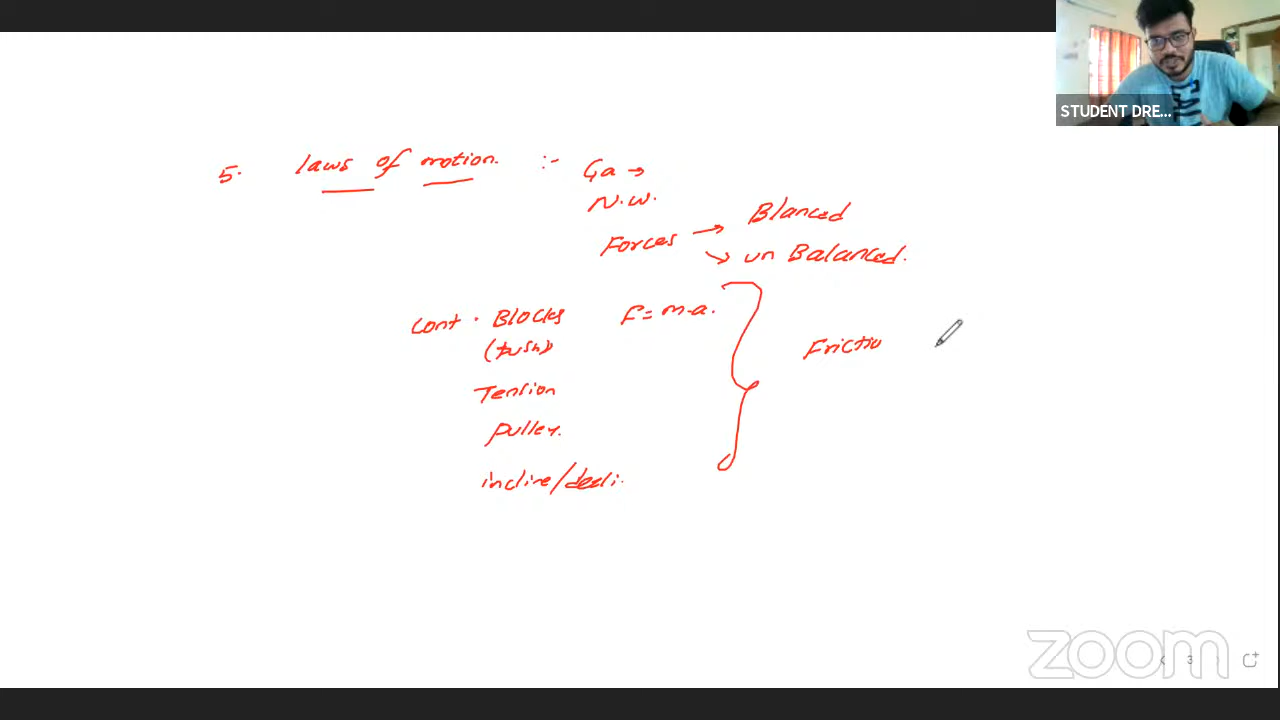 STUDENT DRE...
5. laws of motion. :- Ga →
N.W.
Forces → Blanced
→ un Balanced.
Cont. Blocks F = m.a.
(Push)
Frictio
Tension
pulley.
incline/decli.
zoom
3